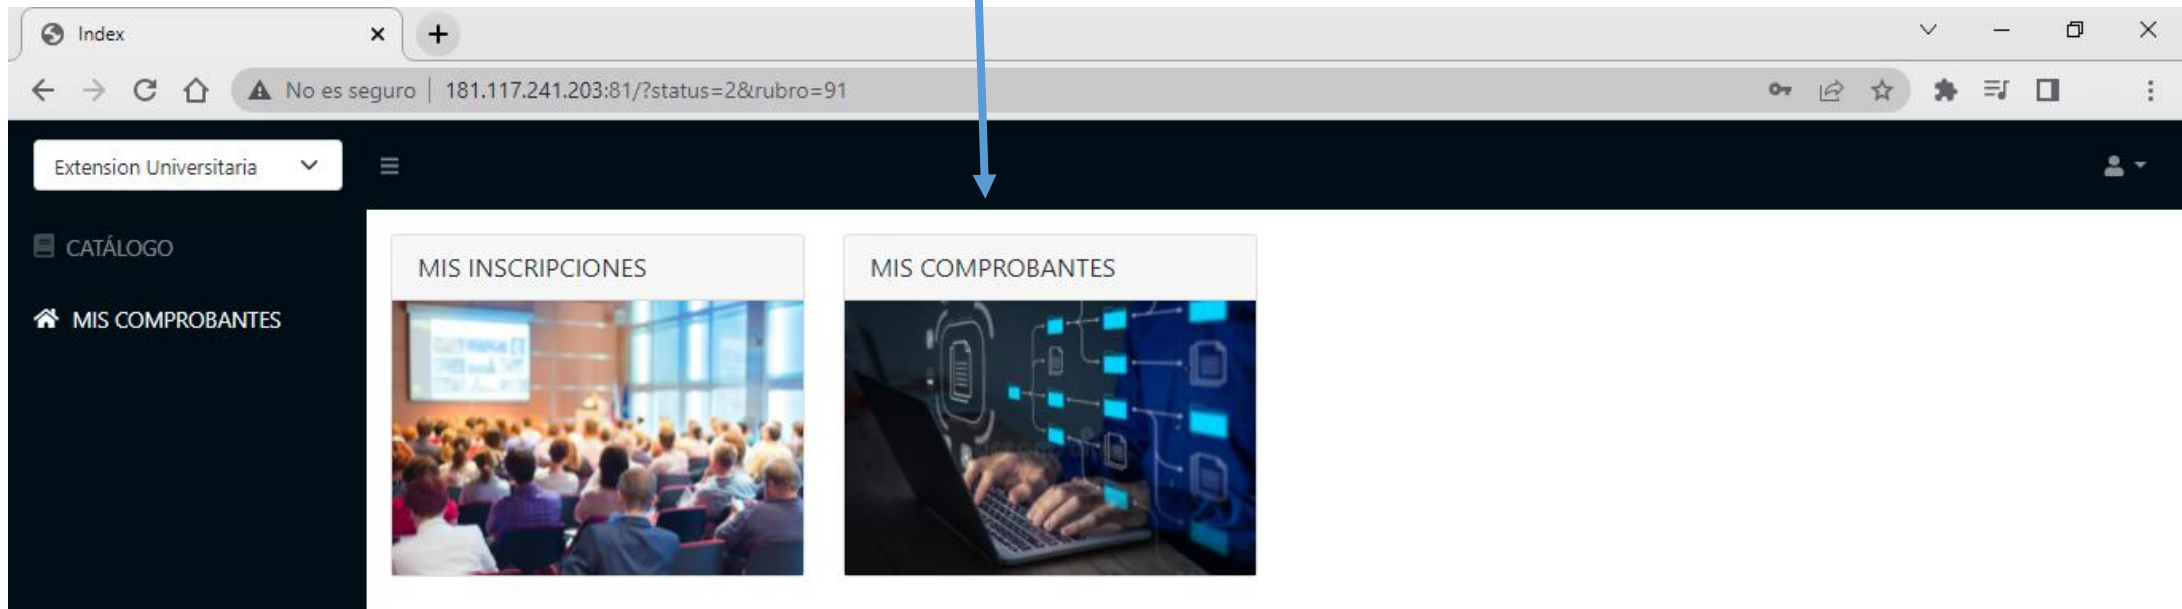 Index
No es seguro | 181.117.241.203:81/?status=2&rubro=91
Extension Universitaria
CATÁLOGO
MIS COMPROBANTES
MIS INSCRIPCIONES
MIS COMPROBANTES